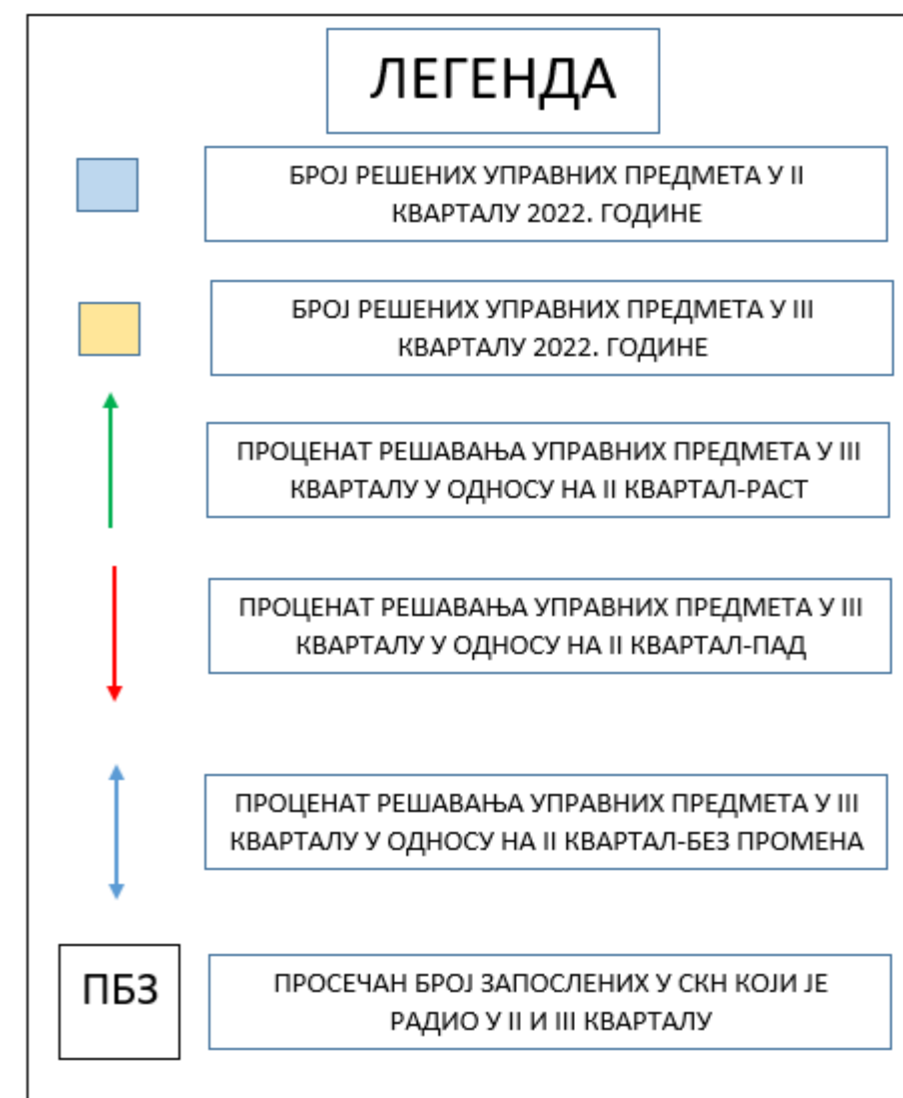 ЛЕГЕНДА
БРОЈ РЕШЕНИХ УПРАВНИХ ПРЕДМЕТА У II
КВАРТАЛУ 2022. ГОДИНЕ
БРОЈ РЕШЕНИХ УПРАВНИХ ПРЕДМЕТА У III
КВАРТАЛУ 2022. ГОДИНЕ
ПРОЦЕНАТ РЕШАВАЊА УПРАВНИХ ПРЕДМЕТА У III
КВАРТАЛУ У ОДНОСУ НА II КВАРТАЛ-РАСТ
ПРОЦЕНАТ РЕШАВАЊА УПРАВНИХ ПРЕДМЕТА У III
КВАРТАЛУ У ОДНОСУ НА II КВАРТАЛ-ПАД
ПРОЦЕНАТ РЕШАВАЊА УПРАВНИХ ПРЕДМЕТА У III
КВАРТАЛУ У ОДНОСУ НА II КВАРТАЛ-БЕЗ ПРОМЕНА
ПБЗ
ПРОСЕЧАН БРОЈ ЗАПОСЛЕНИХ У СКН КОЈИ ЈЕ
РАДИО У II И III КВАРТАЛУ